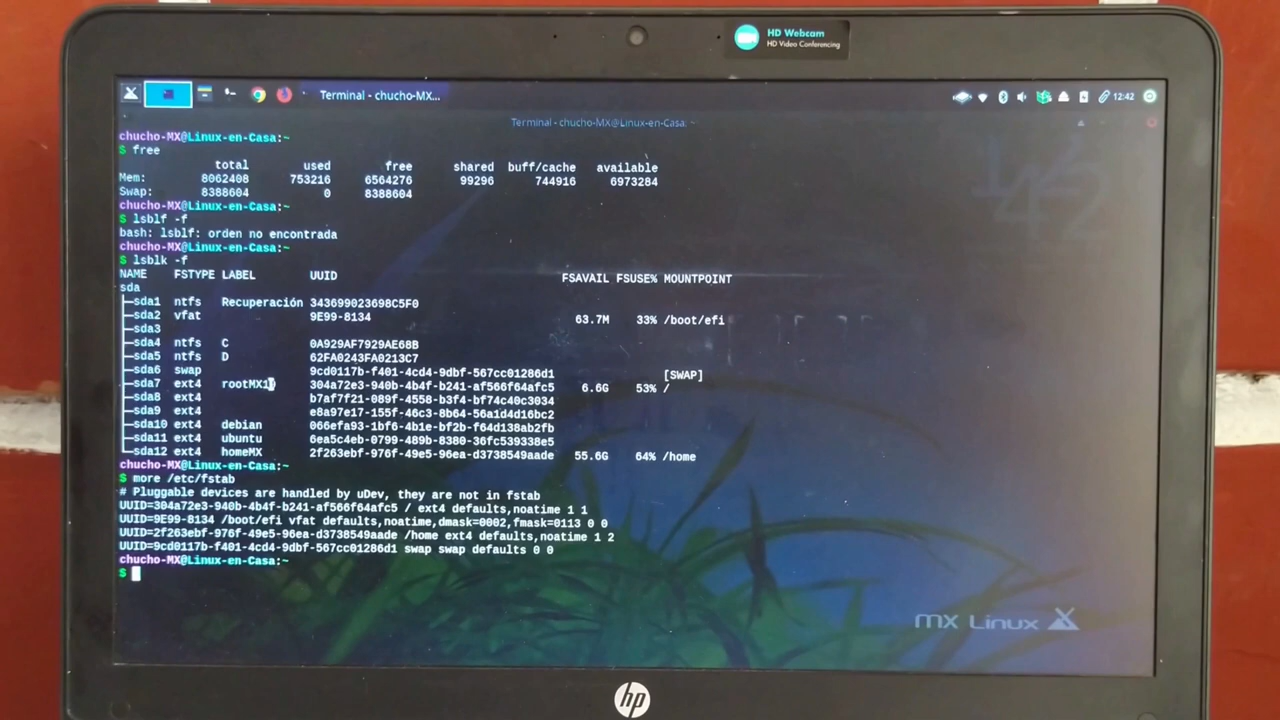 HD Webcam
HD Video Conferencing
Terminal - chucho-MX...
12:42
Terminal - chucho-MX@Linux-en-Casa: ~
chucho-MX@Linux-en-Casa:~
$ free
total used free shared buff/cache available
Mem: 8062408 753216 6564276 99296 744916 6973284
Swap: 8388604 0 8388604
chucho-MX@Linux-en-Casa:~
$ lsblf -f
bash: lsblf: orden no encontrada
chucho-MX@Linux-en-Casa:~
$ lsblk -f
NAME FSTYPE LABEL UUID FSAVAIL FSUSE% MOUNTPOINT
sda
├─sda1 ntfs Recuperación 343699023698C5F0
├─sda2 vfat 9E99-8134 63.7M 33% /boot/efi
├─sda3
├─sda4 ntfs C 0A929AF7929AE68B
├─sda5 ntfs D 62FA0243FA0213C7
├─sda6 swap 9cd0117b-f401-4cd4-9dbf-567cc01286d1 [SWAP]
├─sda7 ext4 304a72e3-940b-4b4f-b241-af566f64afc5 6.6G 53% /
├─sda8 ext4 b7af7f21-089f-4558-b3f4-bf74c40c3034
├─sda9 ext4 e8a97e17-155f-46c3-8b64-56a1d4d16bc2
├─sda10 ext4 debian 066efa93-1bf6-4b1e-bf2b-f64d138ab2fb
├─sda11 ext4 ubuntu 6ea5c4eb-0799-489b-8380-36fc539338e5
└─sda12 ext4 homeMX 2f263ebf-976f-49e5-96ea-d3738549aade 55.6G 64% /home
chucho-MX@Linux-en-Casa:~
$ more /etc/fstab
# Pluggable devices are handled by uDev, they are not in fstab
UUID=304a72e3-940b-4b4f-b241-af566f64afc5 / ext4 defaults,noatime 1 1
UUID=9E99-8134 /boot/efi vfat defaults,noatime,dmask=0002,fmask=0113 0 0
UUID=2f263ebf-976f-49e5-96ea-d3738549aade /home ext4 defaults,noatime 1 2
UUID=9cd0117b-f401-4cd4-9dbf-567cc01286d1 swap swap defaults 0 0
chucho-MX@Linux-en-Casa:~
$
mx Linux
hp